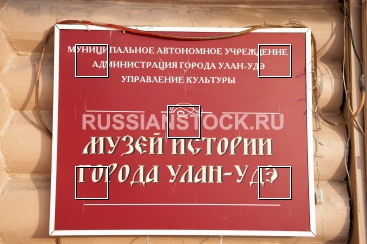 МУНИЦИПАЛЬНОЕ АВТОНОМНОЕ УЧРЕЖДЕНИЕ
АДМИНИСТРАЦИЯ ГОРОДА УЛАН-УДЭ
УПРАВЛЕНИЕ КУЛЬТУРЫ
RUSSIANSTOCK.RU
МУЗЕЙ ИСТОРИИ
ГОРОДА УЛАН-УДЭ